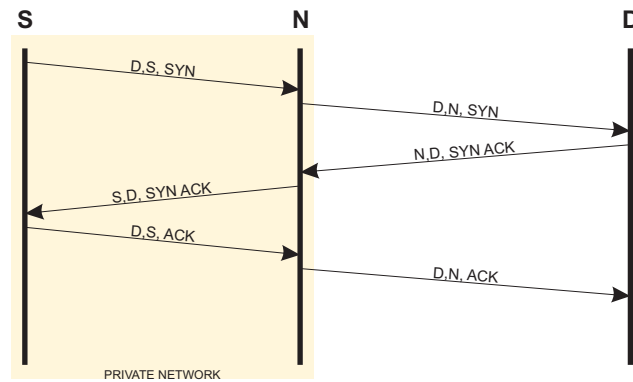 S N D
D,S, SYN
D,N, SYN
N,D, SYN ACK
S,D, SYN ACK
D,S, ACK
D,N, ACK
PRIVATE NETWORK